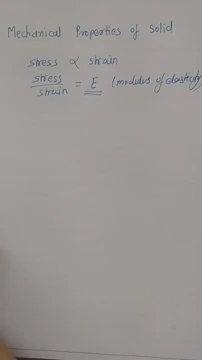 Mechanical Properties of Solid
stress ∝ strain
stress/strain = E (modulus of elasticity)